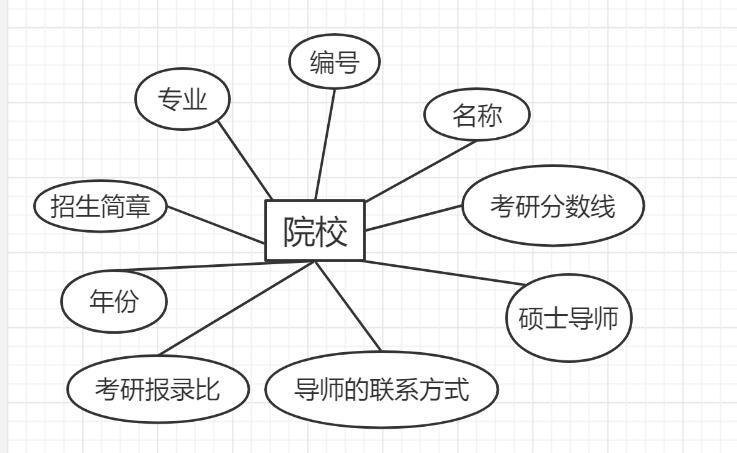 编号
专业
名称
招生简章
考研分数线
院校
年份
硕士导师
考研报录比
导师的联系方式